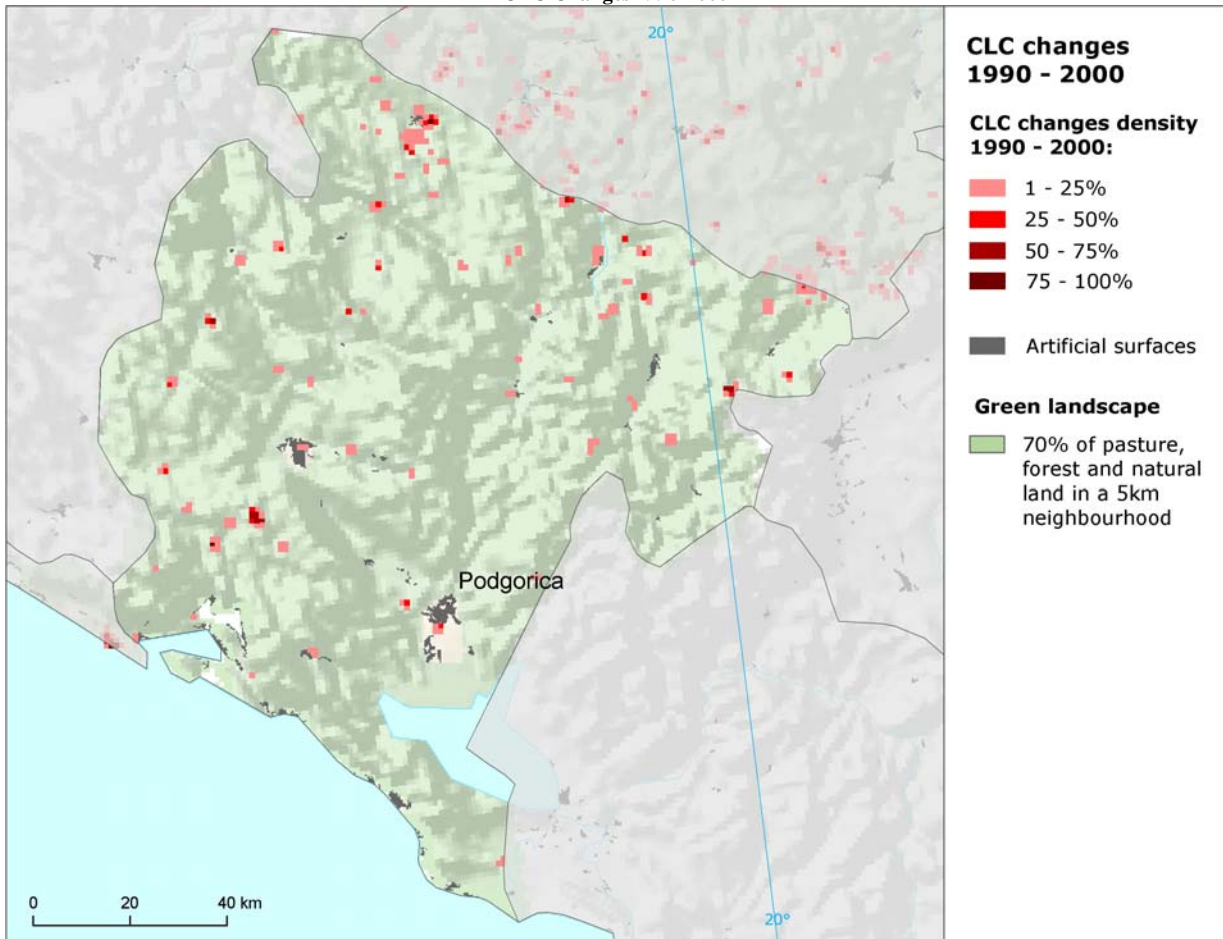 20°
Podgorica
0 20 40 km
20°
CLC changes
1990 - 2000
CLC changes density
1990 - 2000:
1 - 25%
25 - 50%
50 - 75%
75 - 100%
Artificial surfaces
Green landscape
70% of pasture,
forest and natural
land in a 5km
neighbourhood